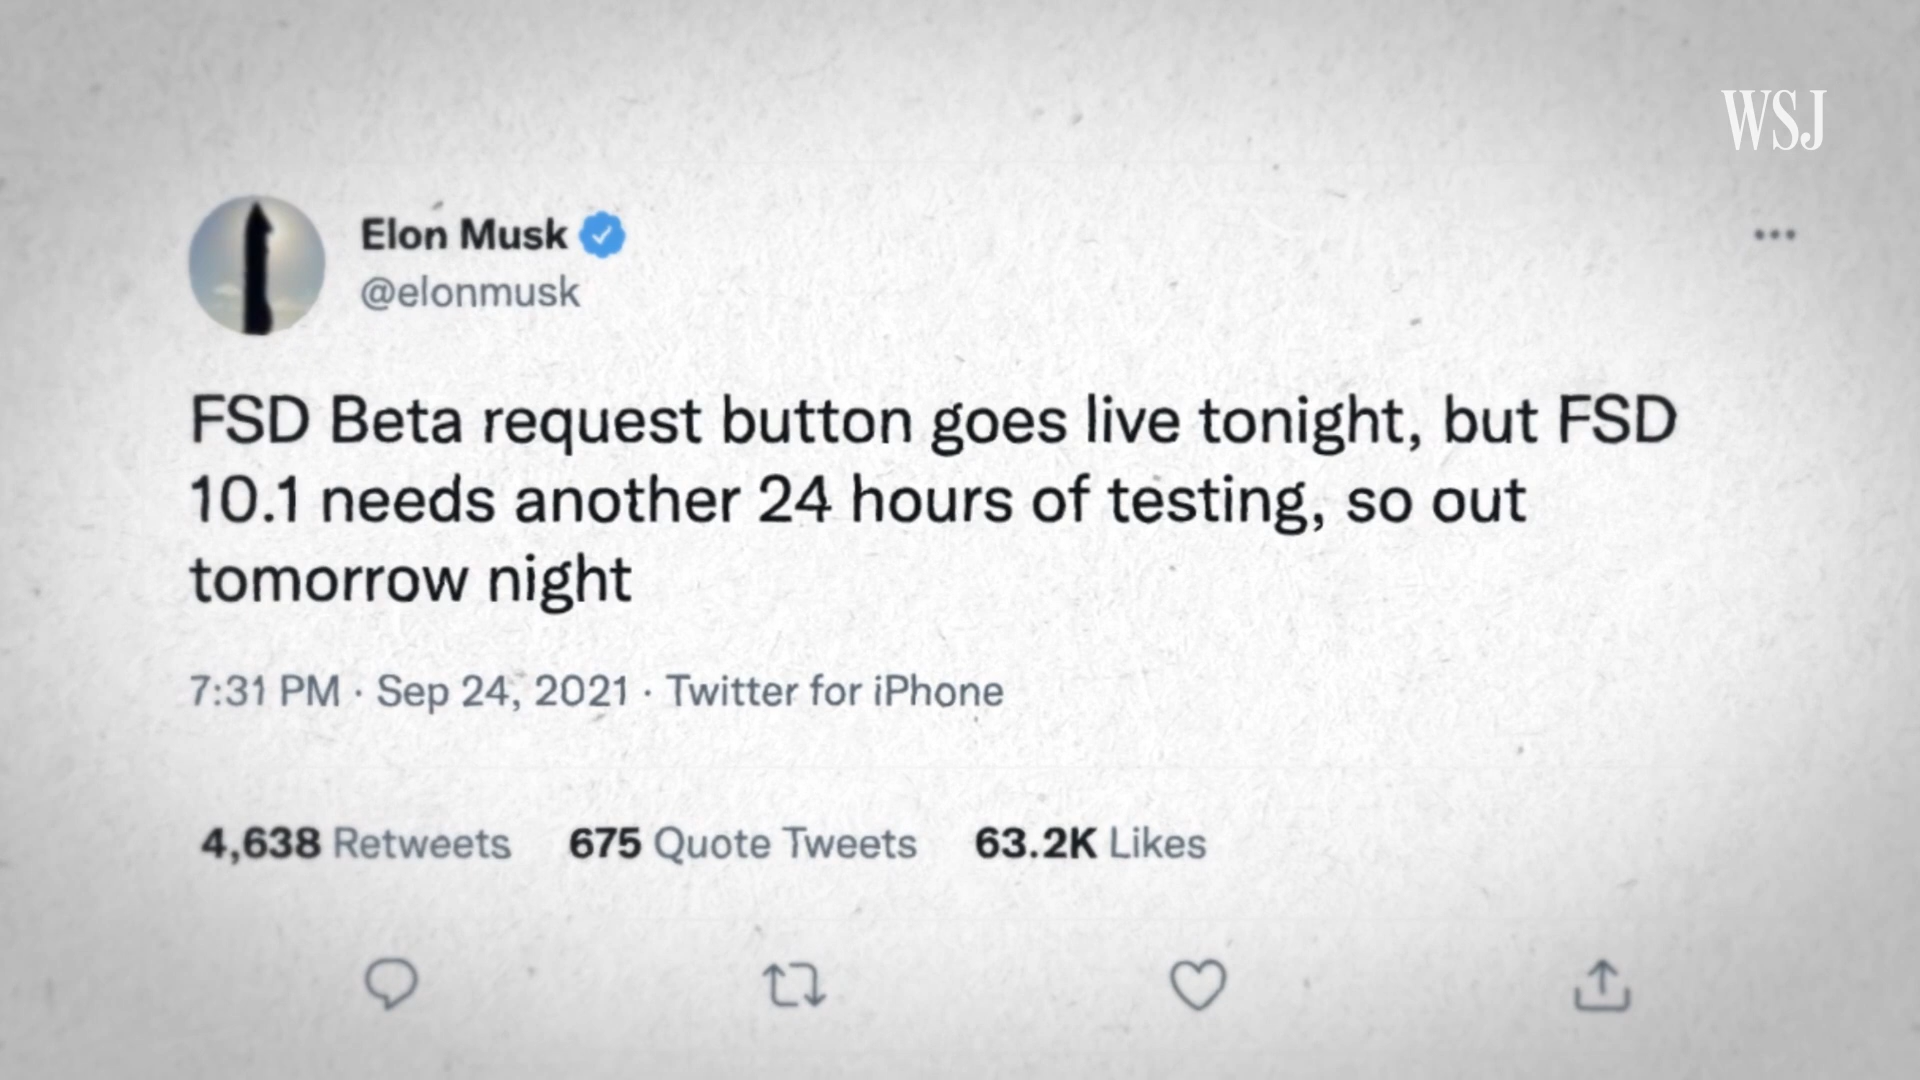 WSJ
Elon Musk
@elonmusk
FSD Beta request button goes live tonight, but FSD
10.1 needs another 24 hours of testing, so out
tomorrow night
7:31 PM · Sep 24, 2021 · Twitter for iPhone
4,638 Retweets 675 Quote Tweets 63.2K Likes